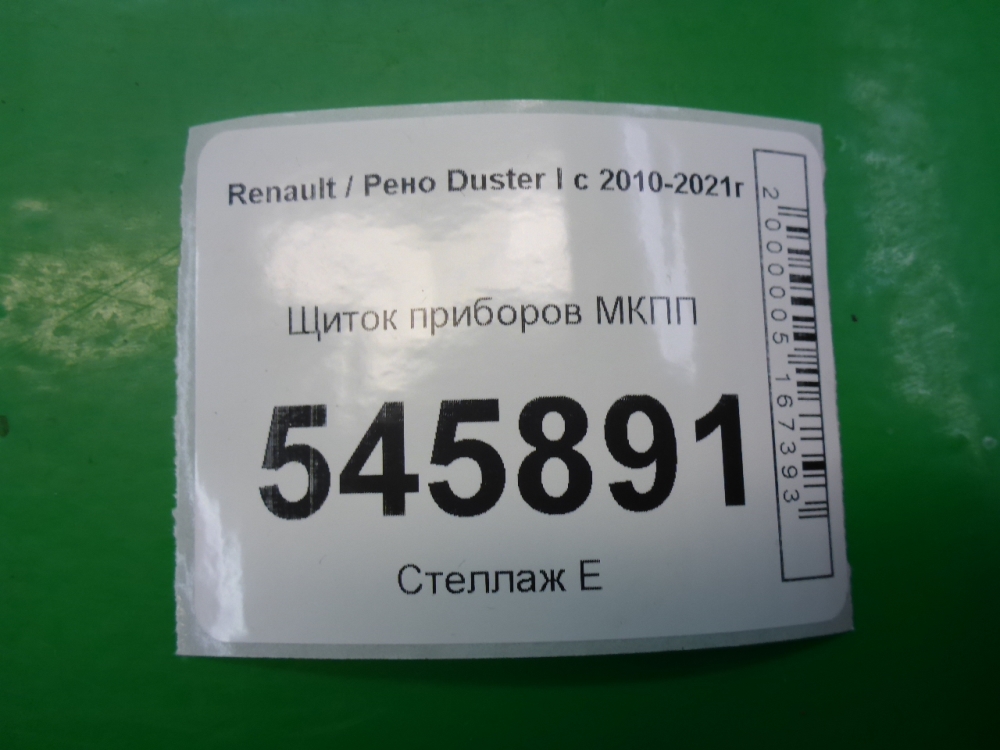 Renault / Рено Duster I с 2010-2021г
Щиток приборов МКПП
545891
Стеллаж Е
2000005167393